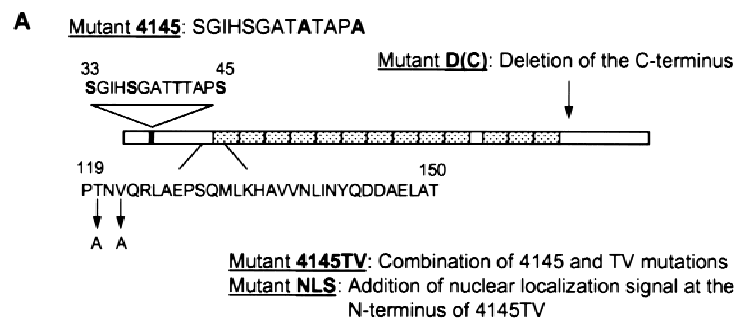 A
Mutant 4145: SGIHSGATATAPA
Mutant D(C): Deletion of the C-terminus
33 45
SGIHSGATTTAPS
119 150
PTNVQRLAEPSQMLKHAVVNLINYQDDAELAT
A A
Mutant 4145TV: Combination of 4145 and TV mutations
Mutant NLS: Addition of nuclear localization signal at the
N-terminus of 4145TV